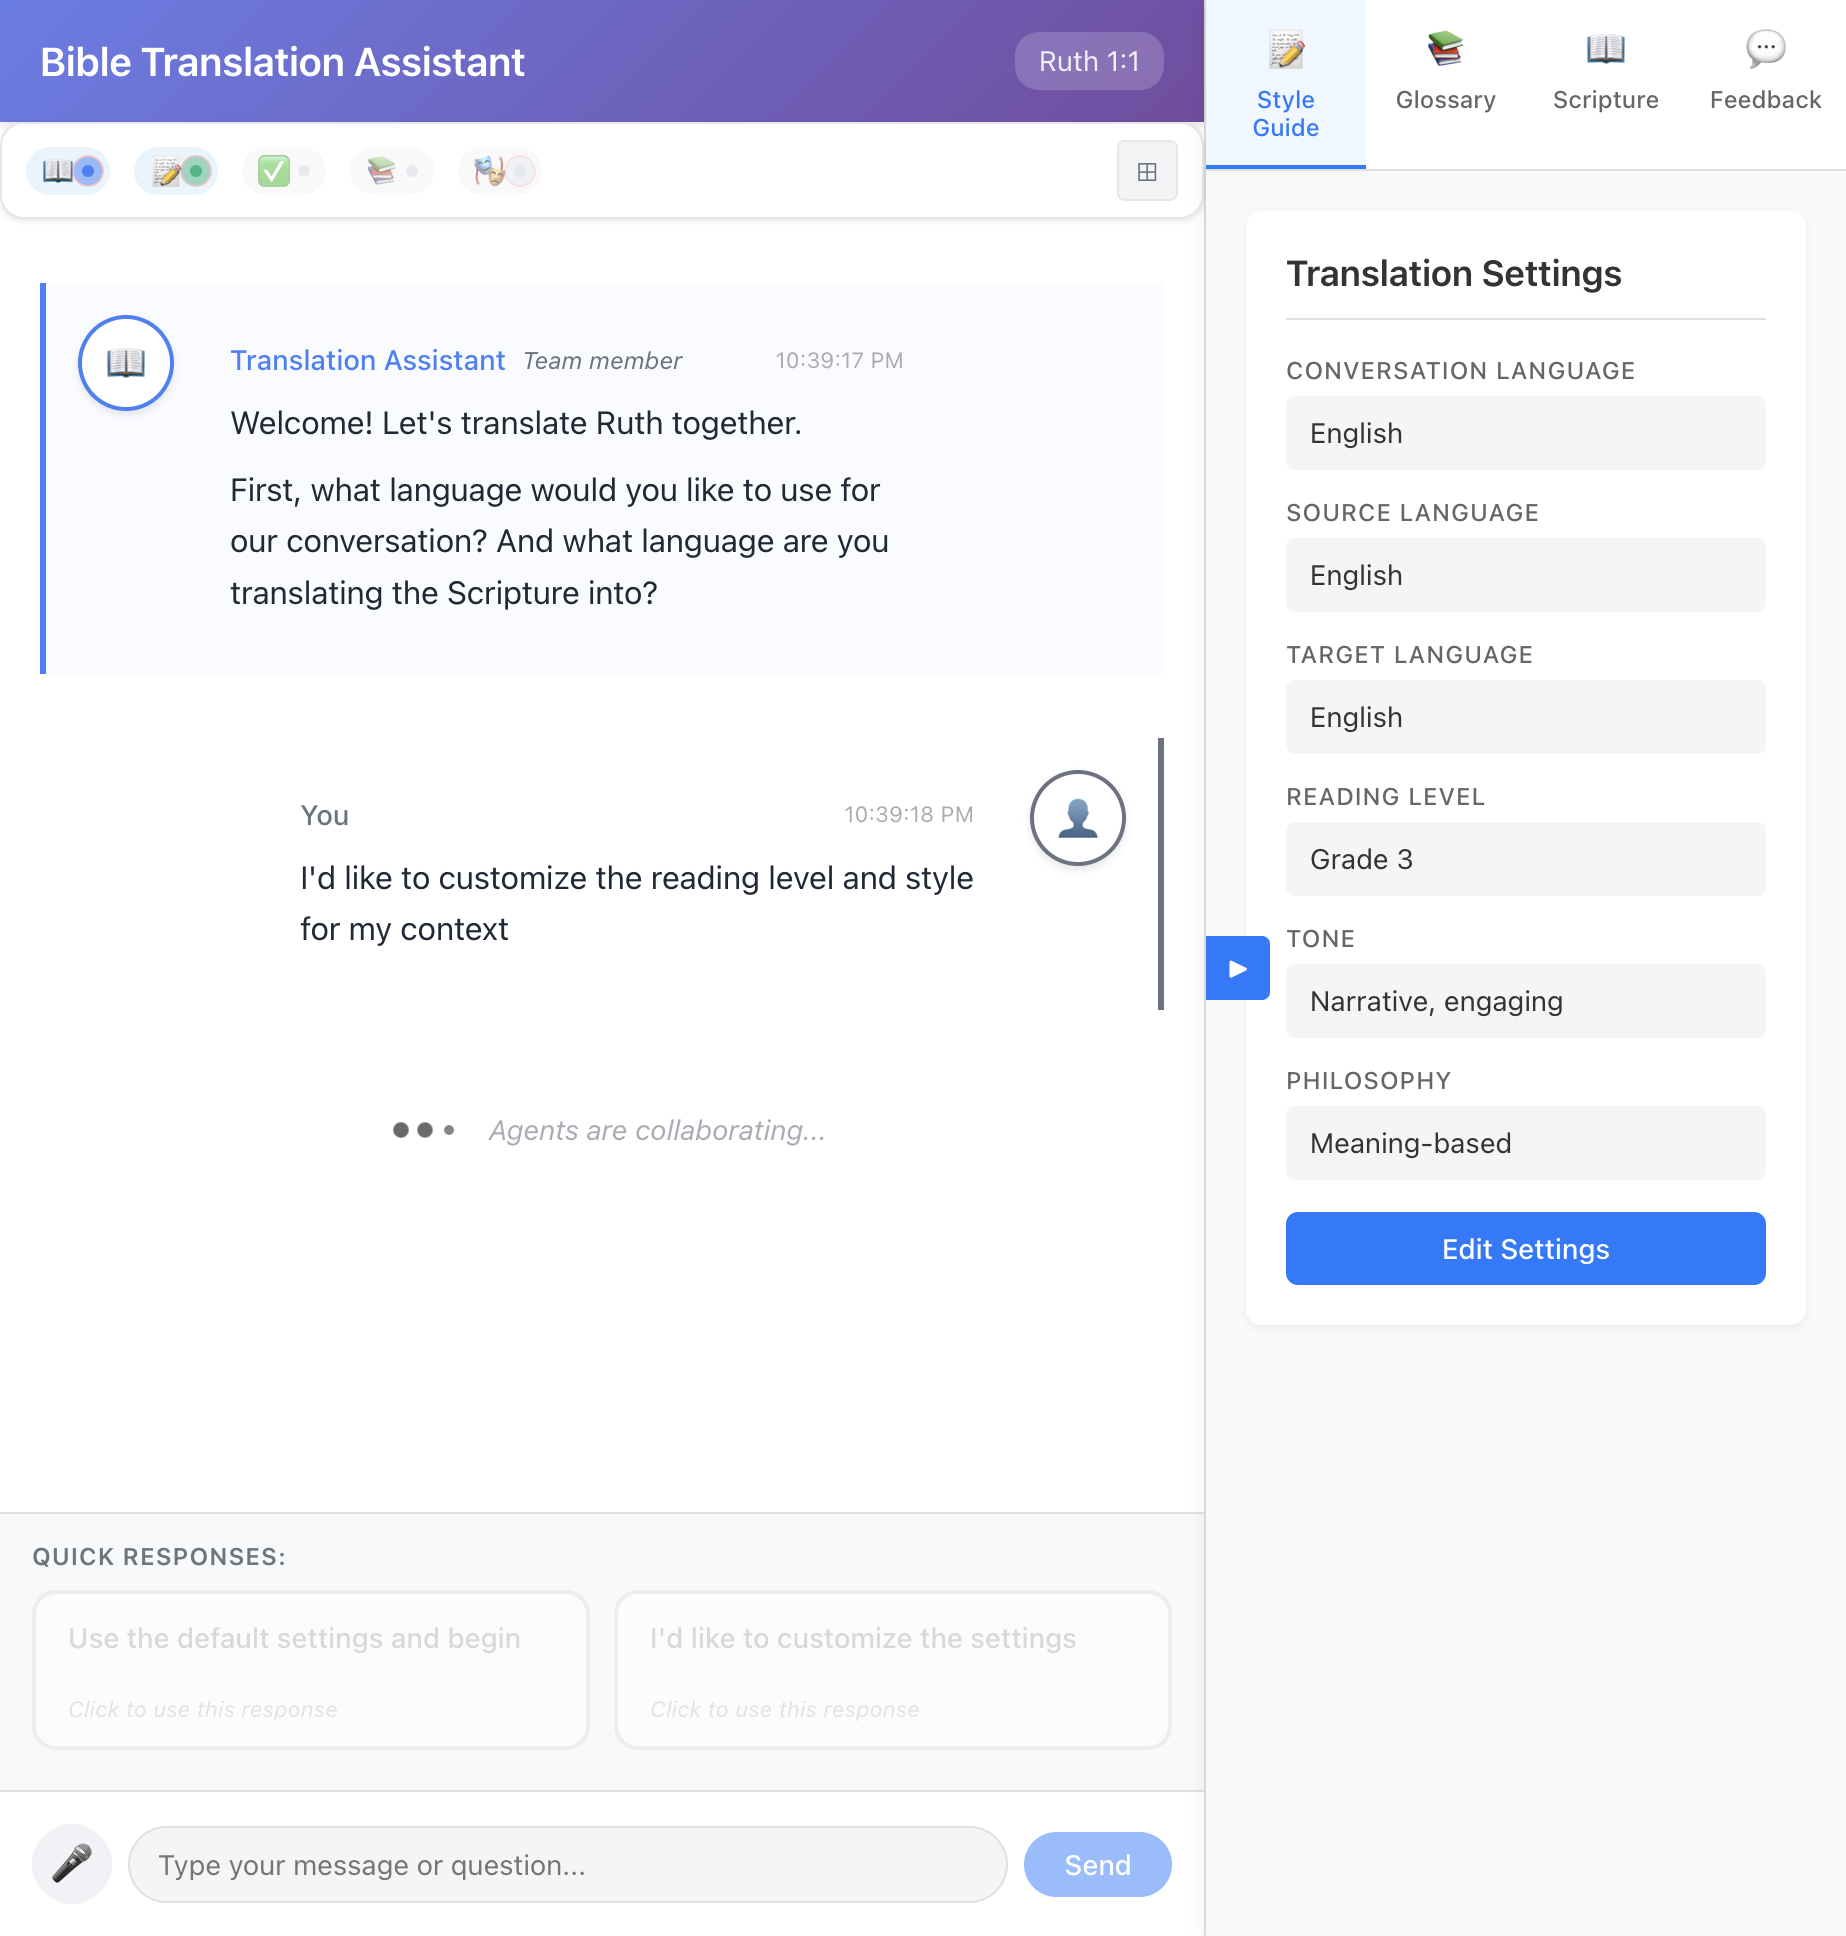 Bible Translation Assistant
Ruth 1:1
Translation Assistant Team member 10:39:17 PM
Welcome! Let's translate Ruth together.
First, what language would you like to use for
our conversation? And what language are you
translating the Scripture into?
You 10:39:18 PM
I'd like to customize the reading level and style
for my context
Agents are collaborating...
QUICK RESPONSES:
Use the default settings and begin
Click to use this response
I'd like to customize the settings
Click to use this response
Type your message or question...
Send
Style
Guide
Glossary
Scripture
Feedback
Translation Settings
CONVERSATION LANGUAGE
English
SOURCE LANGUAGE
English
TARGET LANGUAGE
English
READING LEVEL
Grade 3
TONE
Narrative, engaging
PHILOSOPHY
Meaning-based
Edit Settings